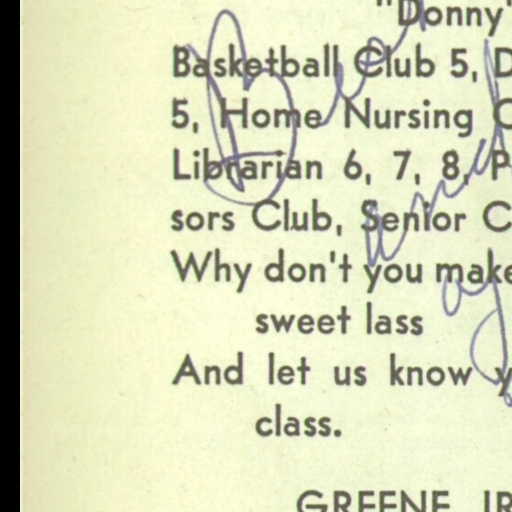 "Donny"
Basketball Club 5, D
5, Home Nursing C
Librarian 6, 7, 8, P
sors Club, Senior C
Why don't you make
sweet lass
And let us know y
class.
GREENE, IR